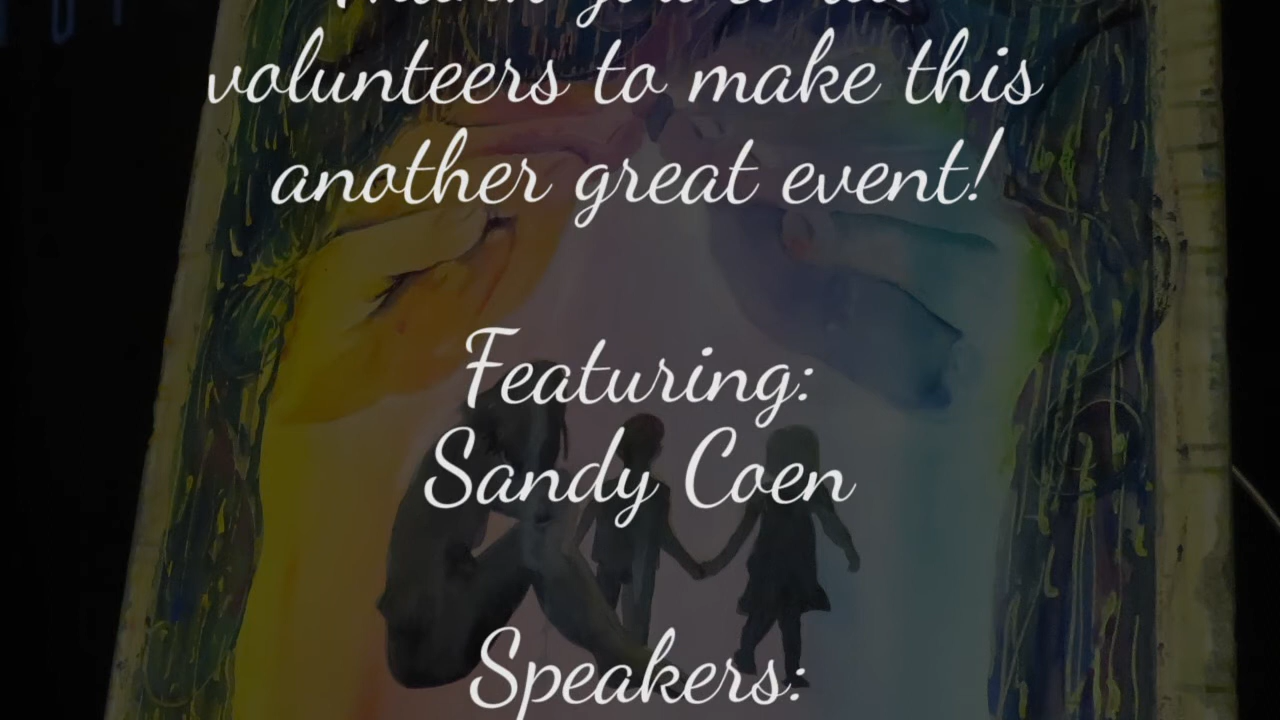 volunteers to make this
another great event!
Featuring:
Sandy Coen
Speakers: